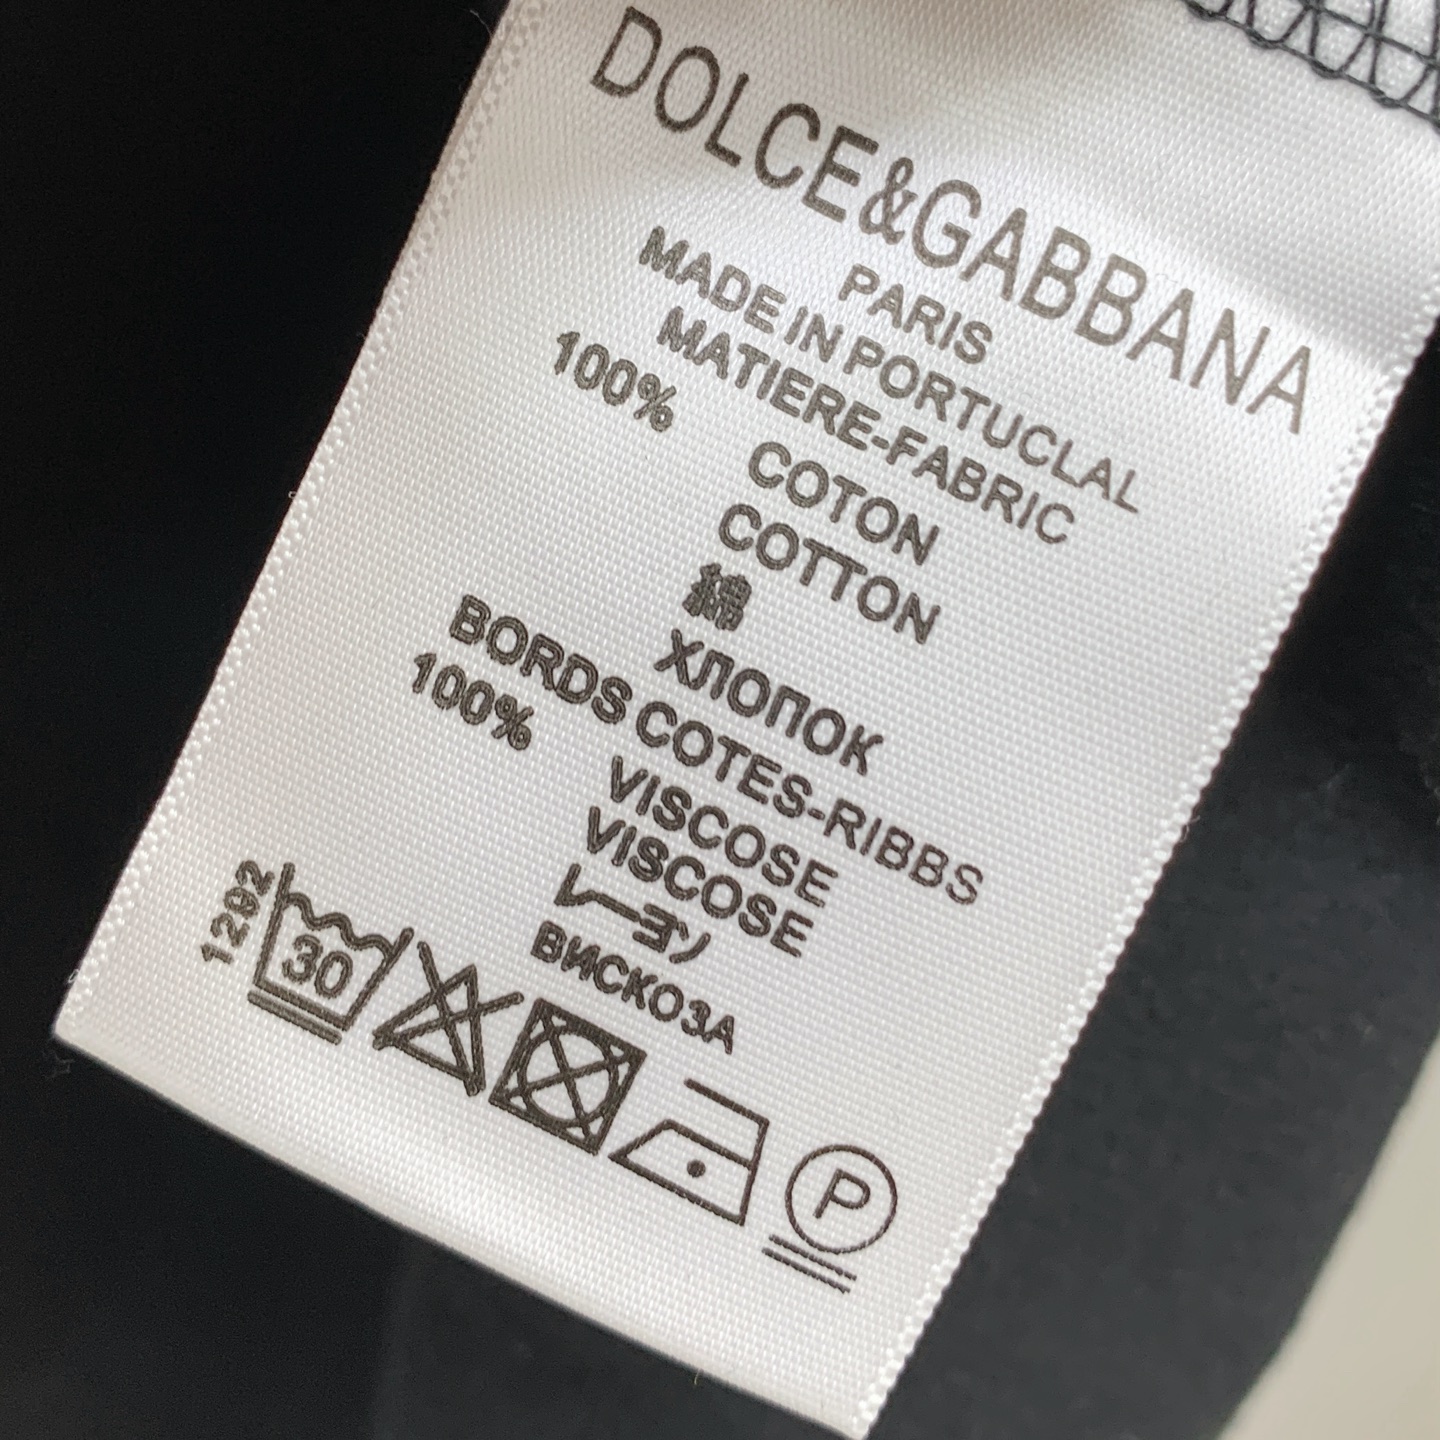 DOLCE&GABBANA
PARIS
MADE IN PORTUCLAL
MATIERE-FABRIC
100%
COTON
COTTON
綿
ХЛОПОК
BORDS COTES-RIBBS
100%
VISCOSE
VISCOSE
レーヨン
ВИСКОЗА
1292
30
P